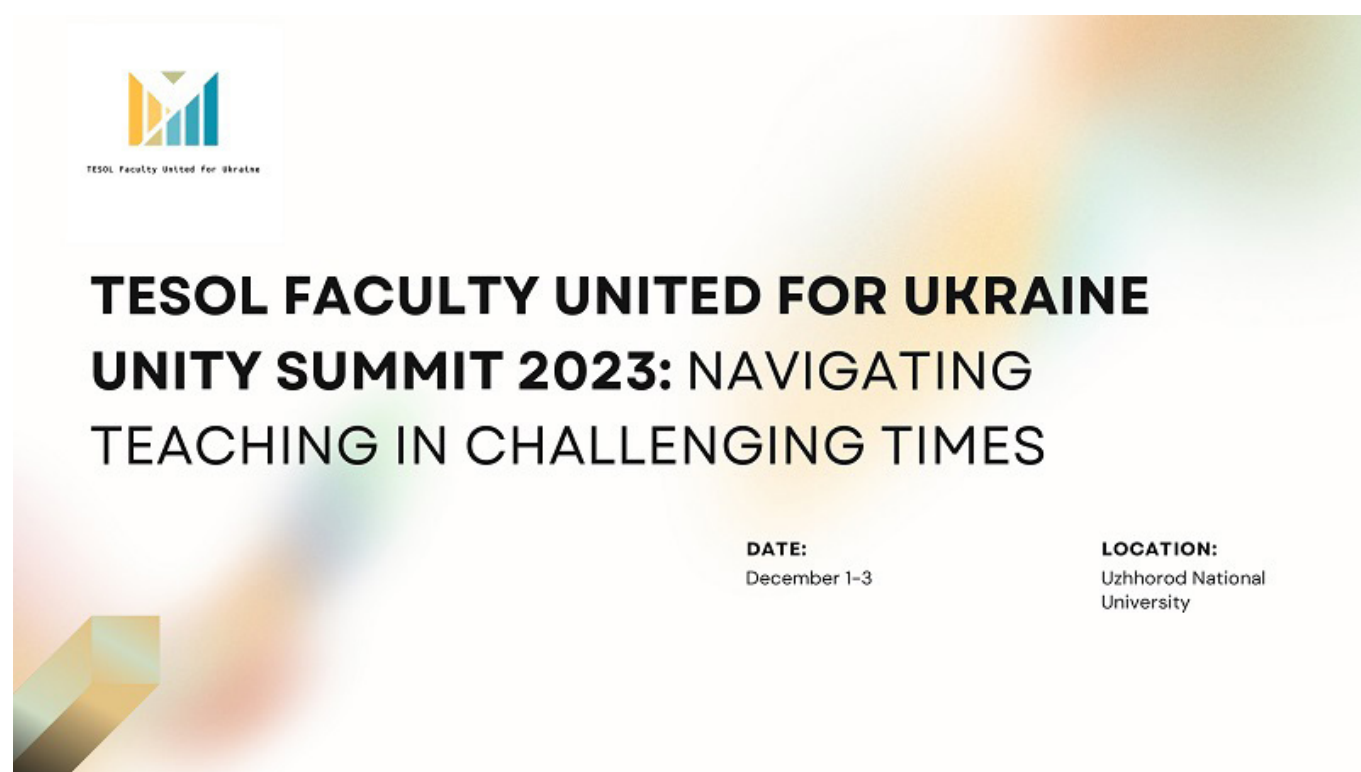 TESOL Faculty United for Ukraine
TESOL FACULTY UNITED FOR UKRAINE
UNITY SUMMIT 2023: NAVIGATING
TEACHING IN CHALLENGING TIMES
DATE:
December 1-3
LOCATION:
Uzhhorod National
University